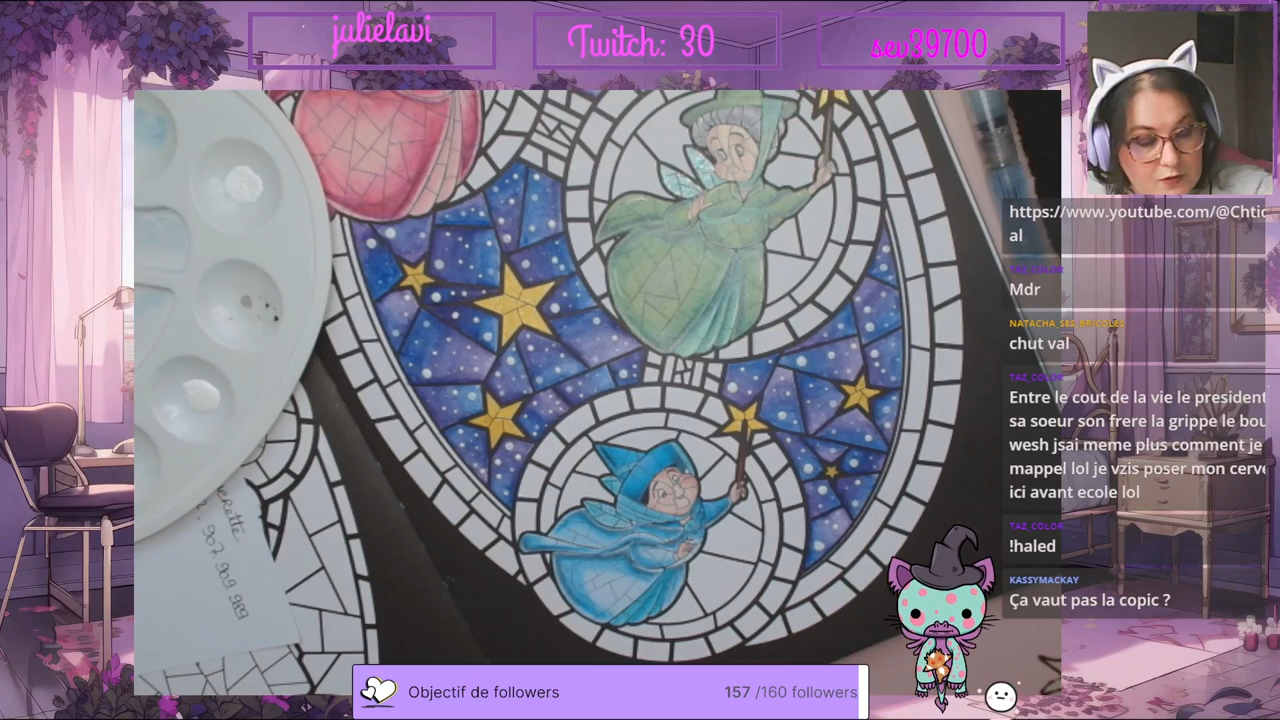 julielavi
Twitch: 30
sev39700
https://www.youtube.com/@Chtic
al
Mdr
NATACHA_SBS_BRICOLES
chut val
TAZ_COLOR
Entre le cout de la vie le president
sa soeur son frere la grippe le bou
wesh jsai meme plus comment je
mappel lol je vzis poser mon cerve
ici avant ecole lol
TAZ_COLOR
!haled
KASSYMACKAY
Ça vaut pas la copic ?
907 909 989
Objectif de followers
157 /160 followers